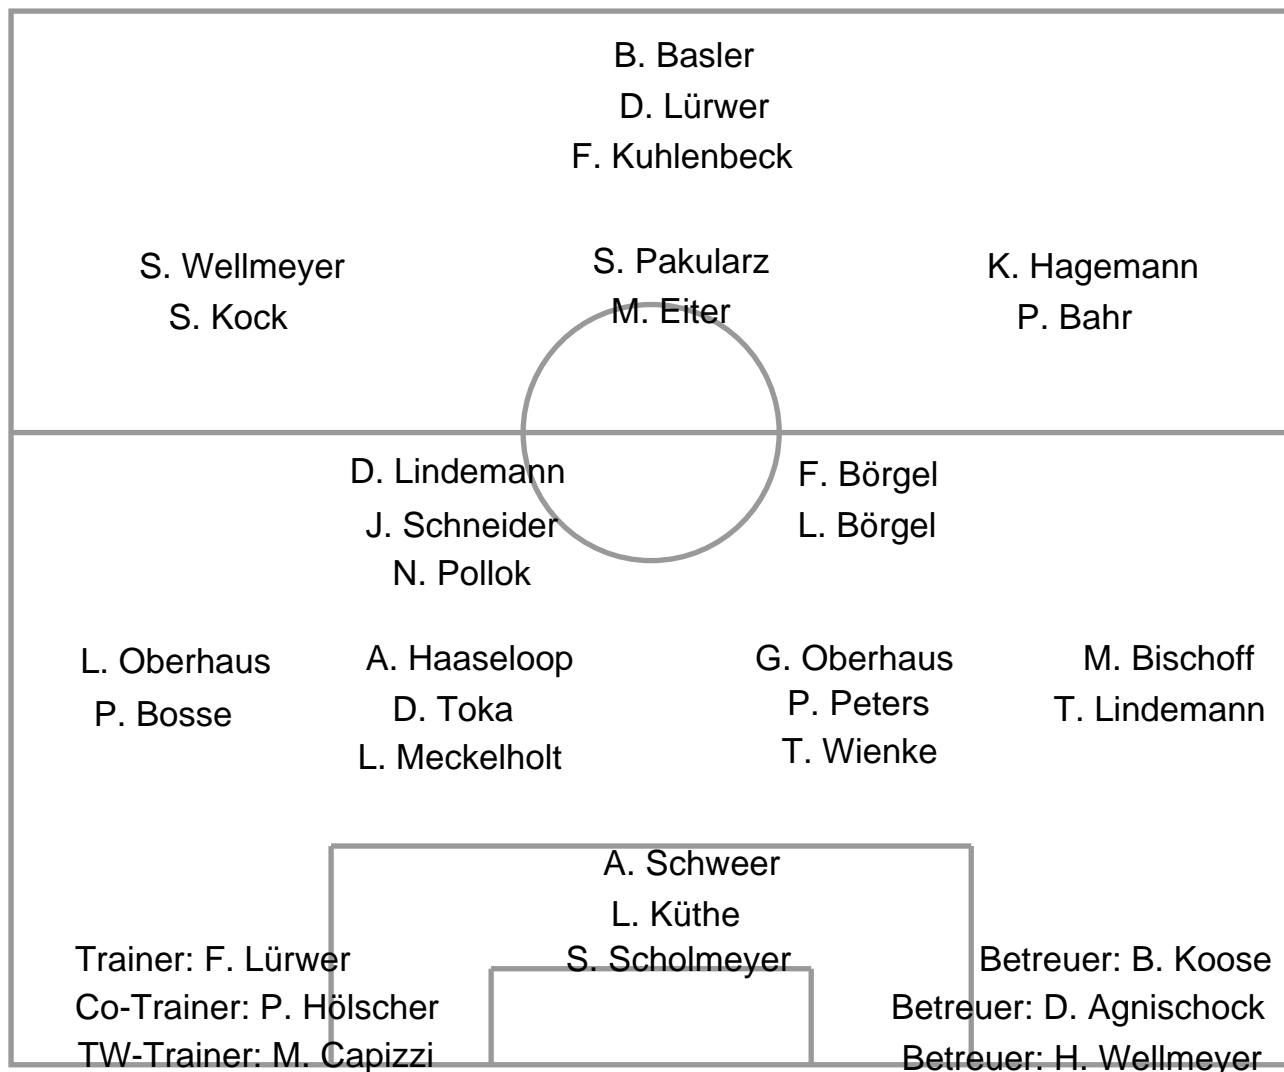 B. Basler
D. Lürwer
F. Kuhlenbeck
S. Wellmeyer
S. Kock
S. Pakularz
M. Eiter
K. Hagemann
P. Bahr
D. Lindemann
J. Schneider
N. Pollok
F. Börgel
L. Börgel
L. Oberhaus
P. Bosse
A. Haaseloop
D. Toka
L. Meckelholt
G. Oberhaus
P. Peters
T. Wienke
M. Bischoff
T. Lindemann
A. Schweer
L. Küthe
S. Scholmeyer
Trainer: F. Lürwer
Co-Trainer: P. Hölscher
TW-Trainer: M. Capizzi
Betreuer: B. Koose
Betreuer: D. Agnischock
Betreuer: H. Wellmeyer